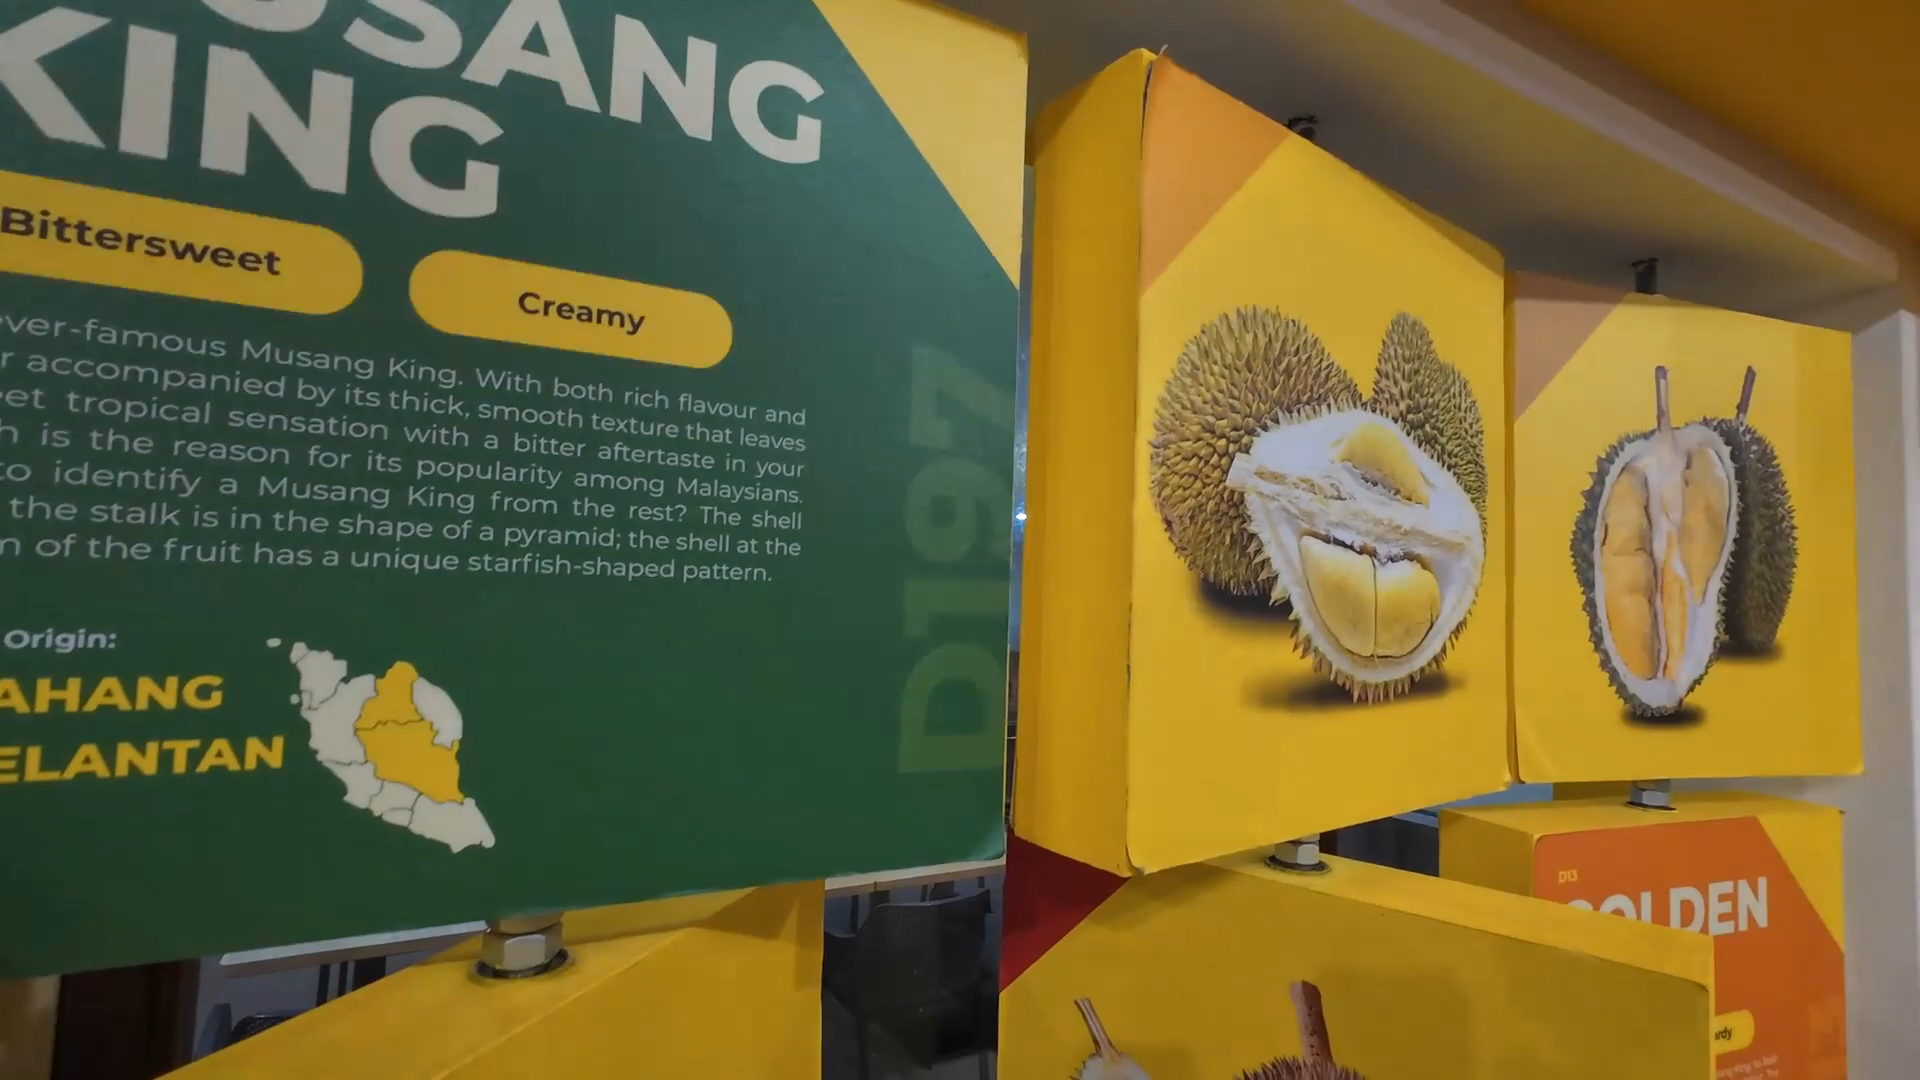 USANG
KING
Bittersweet
Creamy
ver-famous Musang King. With both rich flavour and
r accompanied by its thick, smooth texture that leaves
eet tropical sensation with a bitter aftertaste in your
h is the reason for its popularity among Malaysians.
to identify a Musang King from the rest? The shell
the stalk is in the shape of a pyramid; the shell at the
m of the fruit has a unique starfish-shaped pattern.
Origin:
AHANG
ELANTAN
D197
D13
GOLDEN